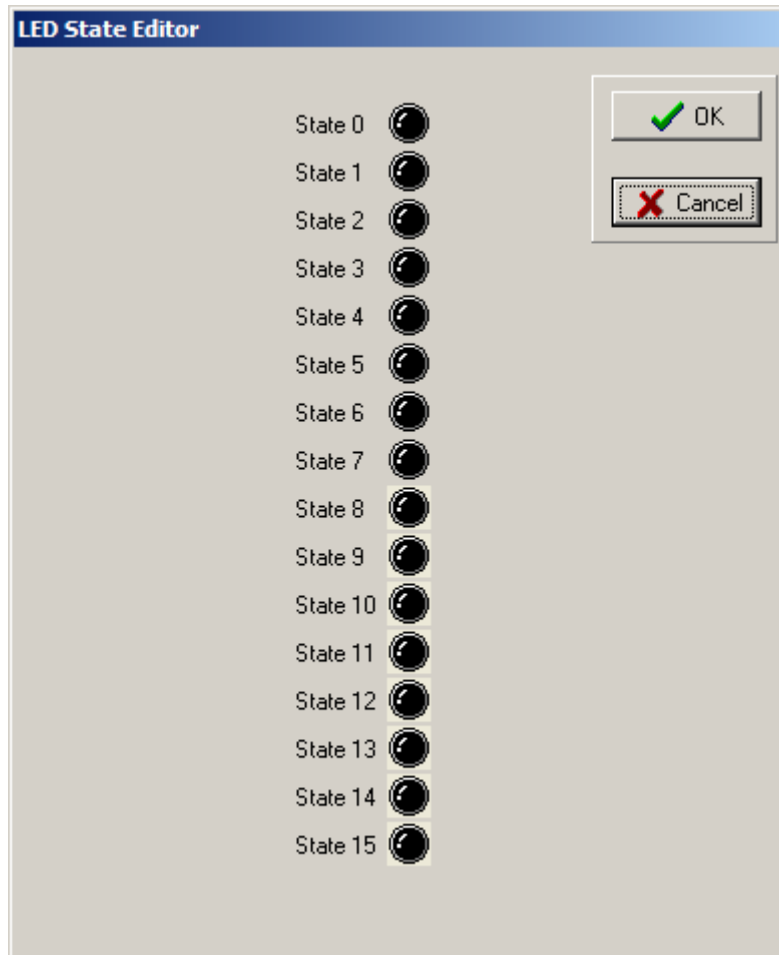 LED State Editor
State 0
OK
State 1
Cancel
State 2
State 3
State 4
State 5
State 6
State 7
State 8
State 9
State 10
State 11
State 12
State 13
State 14
State 15